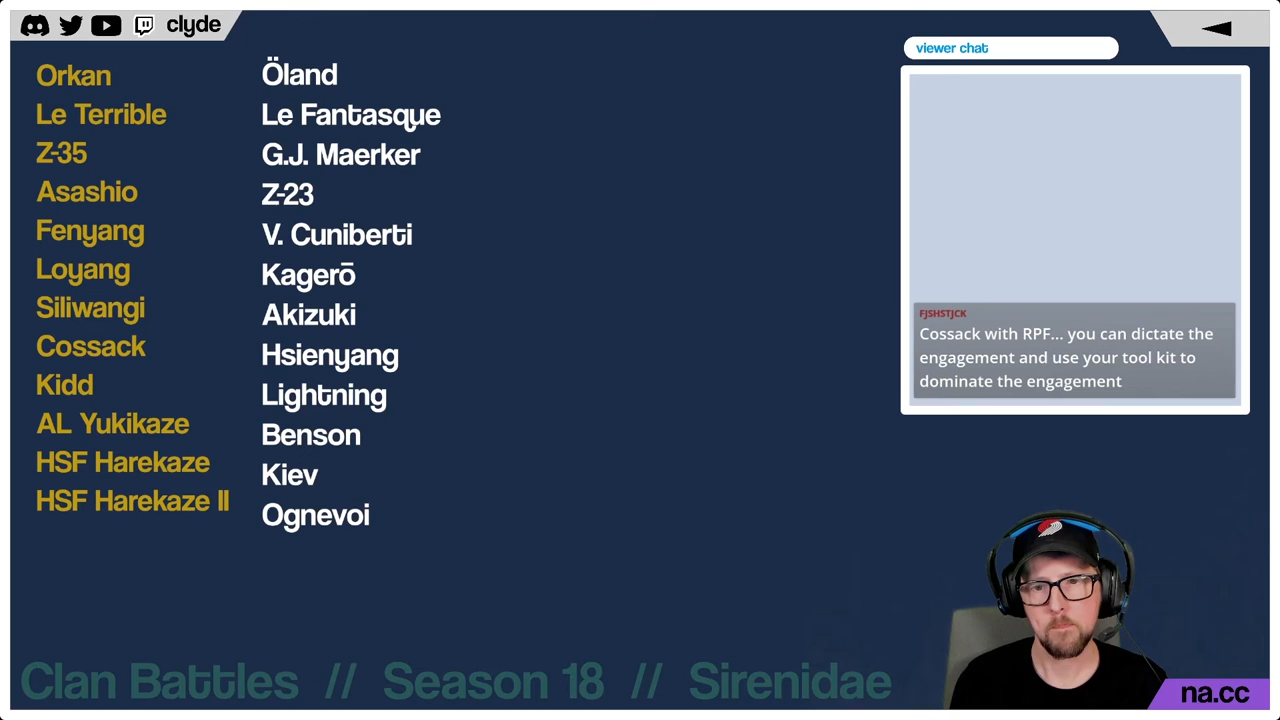 clyde
Orkan
Le Terrible
Z-35
Asashio
Fenyang
Loyang
Siliwangi
Cossack
Kidd
AL Yukikaze
HSF Harekaze
HSF Harekaze II
Öland
Le Fantasque
G.J. Maerker
Z-23
V. Cuniberti
Kagerō
Akizuki
Hsienyang
Lightning
Benson
Kiev
Ognevoi
viewer chat
FJSHSTJCK
Cossack with RPF... you can dictate the
engagement and use your tool kit to
dominate the engagement
Clan Battles // Season 18 // Sirenidae
na.cc